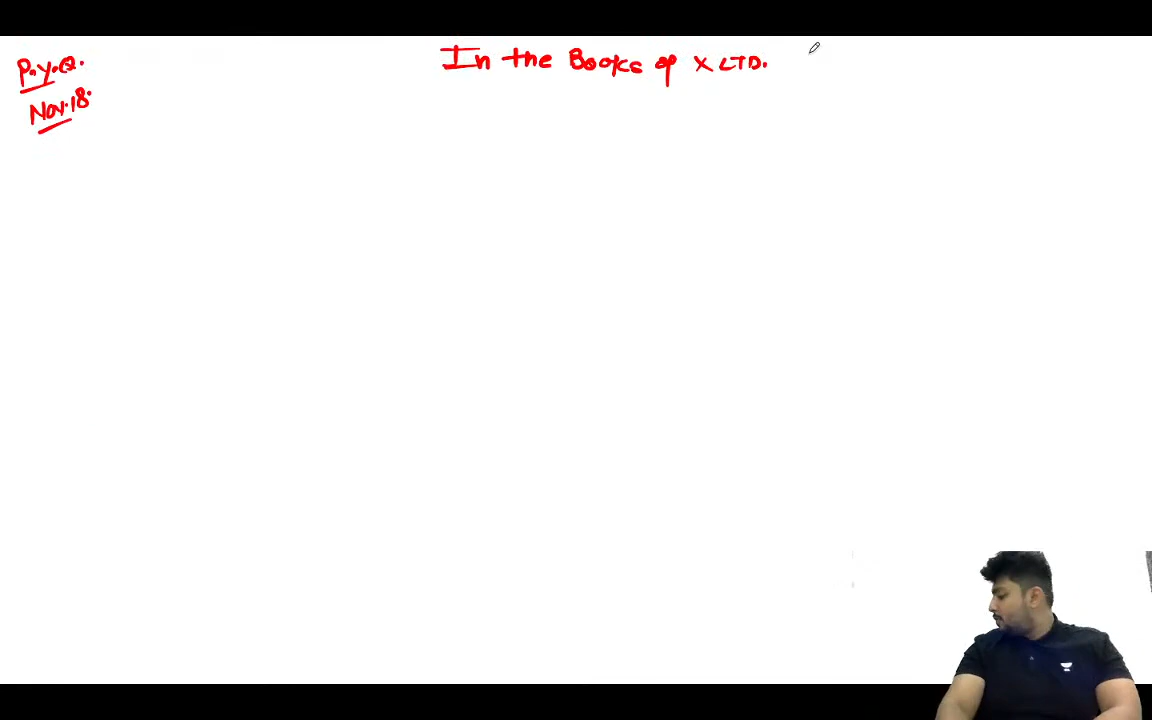 P.Y.Q.
Nov.18.
In the Books of X LTD.